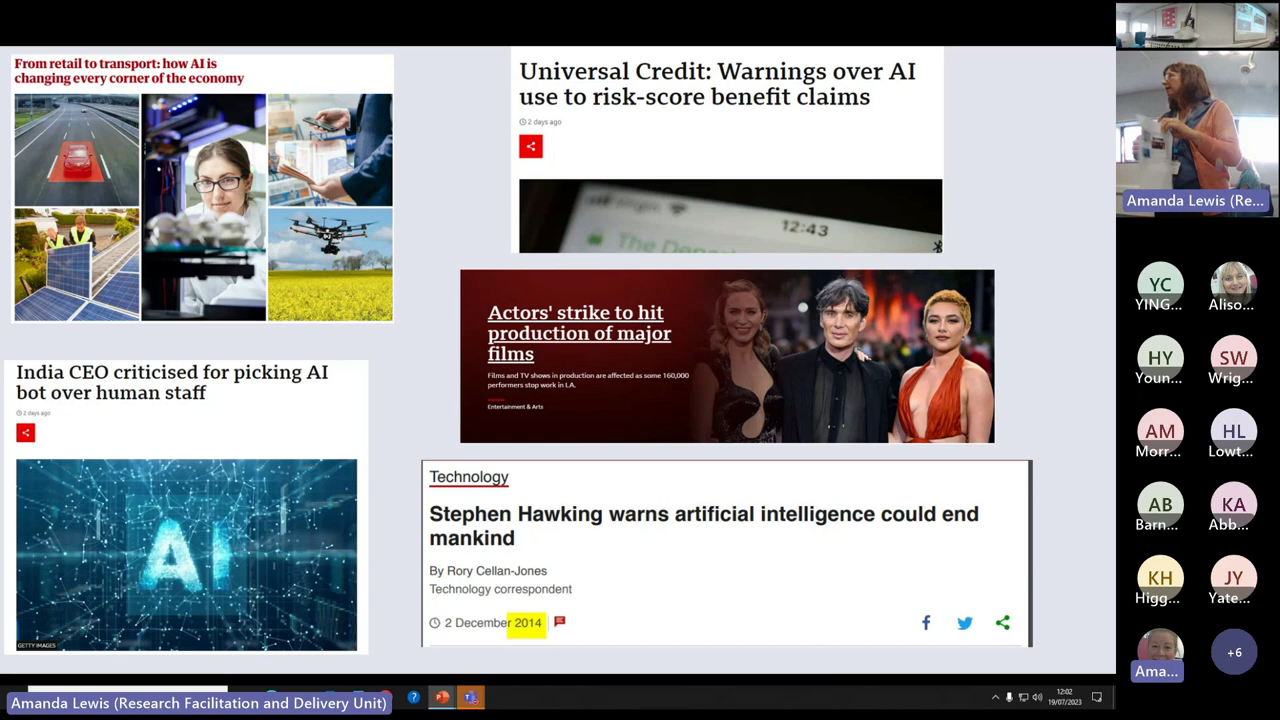 From retail to transport: how AI is
changing every corner of the economy
Universal Credit: Warnings over AI
use to risk-score benefit claims
2 days ago
12:43
The Depa
Actors' strike to hit
production of major
films
Films and TV shows in production are affected as some 160,000
performers stop work in LA.
Entertainment & Arts
India CEO criticised for picking AI
bot over human staff
2 days ago
AI
GETTY IMAGES
Technology
Stephen Hawking warns artificial intelligence could end
mankind
By Rory Cellan-Jones
Technology correspondent
2 December 2014
Amanda Lewis (Re...
YC
YING...
Aliso...
HY
Youn...
SW
Wrig...
AM
Morr...
HL
Lowt...
AB
Barn...
KA
Abb...
KH
Higg...
JY
Yate...
Ama...
+6
Amanda Lewis (Research Facilitation and Delivery Unit)
12:02
19/07/2023